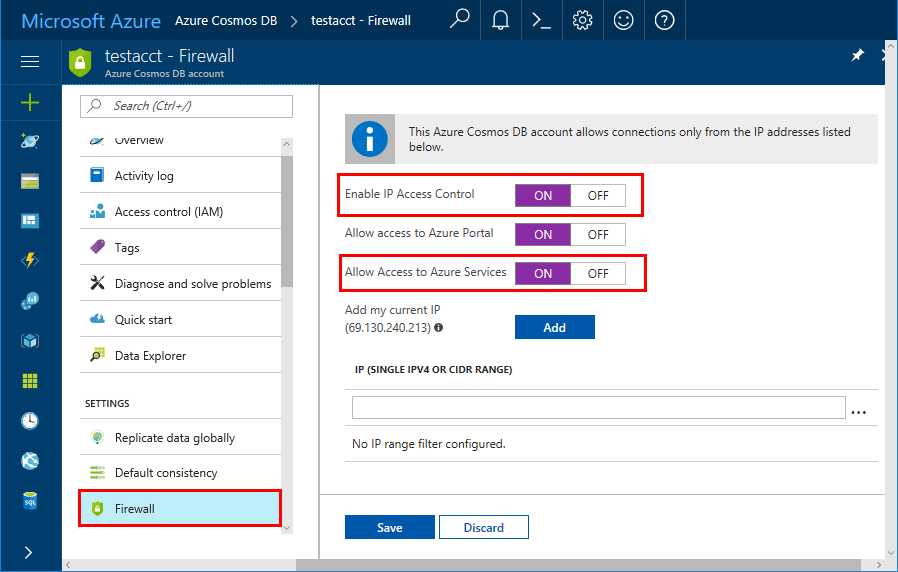 Microsoft Azure Azure Cosmos DB > testacct - Firewall
testacct - Firewall
Azure Cosmos DB account
Search (Ctrl+/)
Overview
Activity log
Access control (IAM)
Tags
Diagnose and solve problems
Quick start
Data Explorer
SETTINGS
Replicate data globally
Default consistency
Firewall
This Azure Cosmos DB account allows connections only from the IP addresses listed
below.
Enable IP Access Control ON OFF
Allow access to Azure Portal ON OFF
Allow Access to Azure Services ON OFF
Add my current IP
(69.130.240.213) Add
IP (SINGLE IPV4 OR CIDR RANGE)
...
No IP range filter configured.
Save Discard
SQL